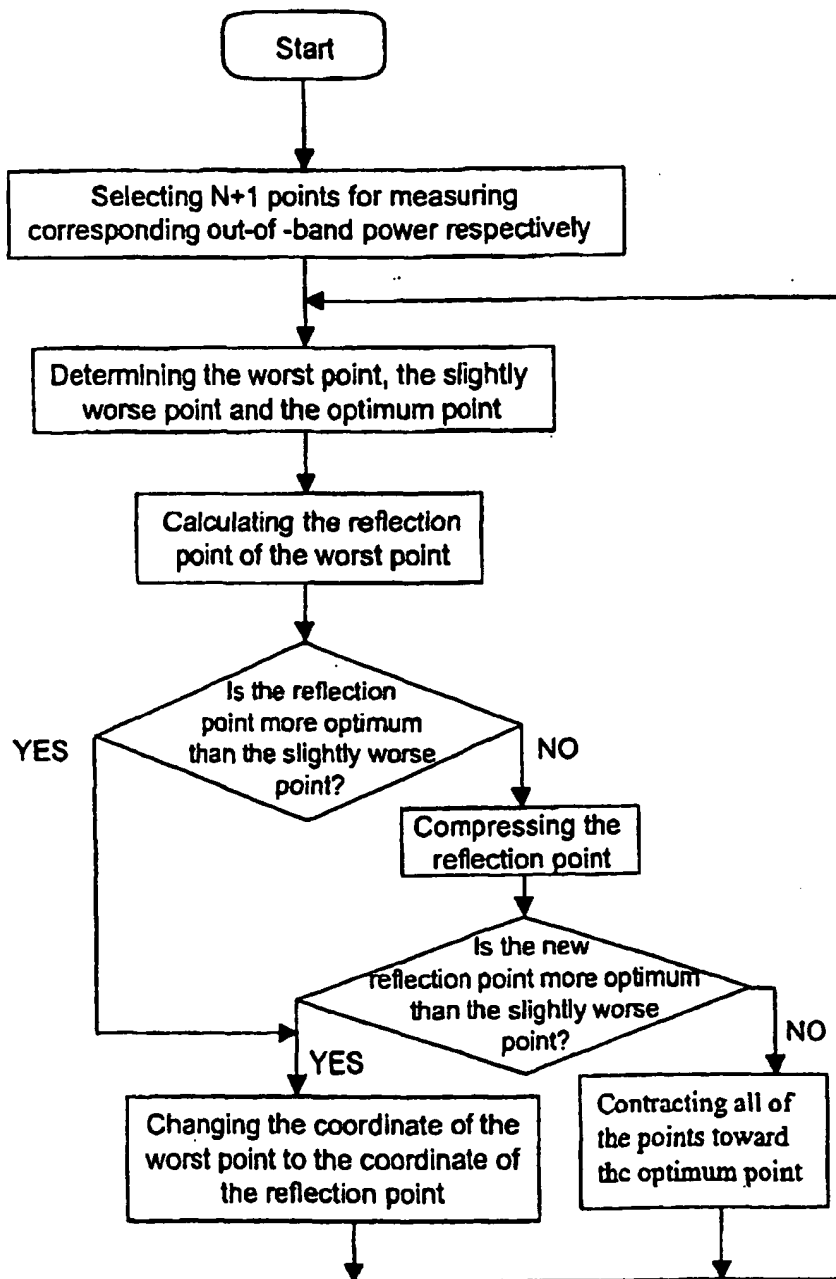 Start
Selecting N+1 points for measuring
corresponding out-of -band power respectively
Determining the worst point, the slightly
worse point and the optimum point
Calculating the reflection
point of the worst point
Is the reflection
point more optimum
than the slightly worse
point?
YES
NO
Compressing the
reflection point
Is the new
reflection point more optimum
than the slightly worse
point?
YES
NO
Changing the coordinate of the
worst point to the coordinate of
the reflection point
Contracting all of
the points toward
the optimum point